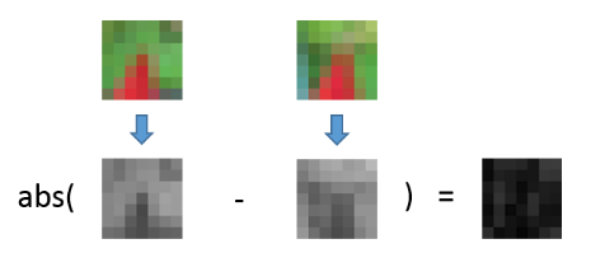 abs( - ) =